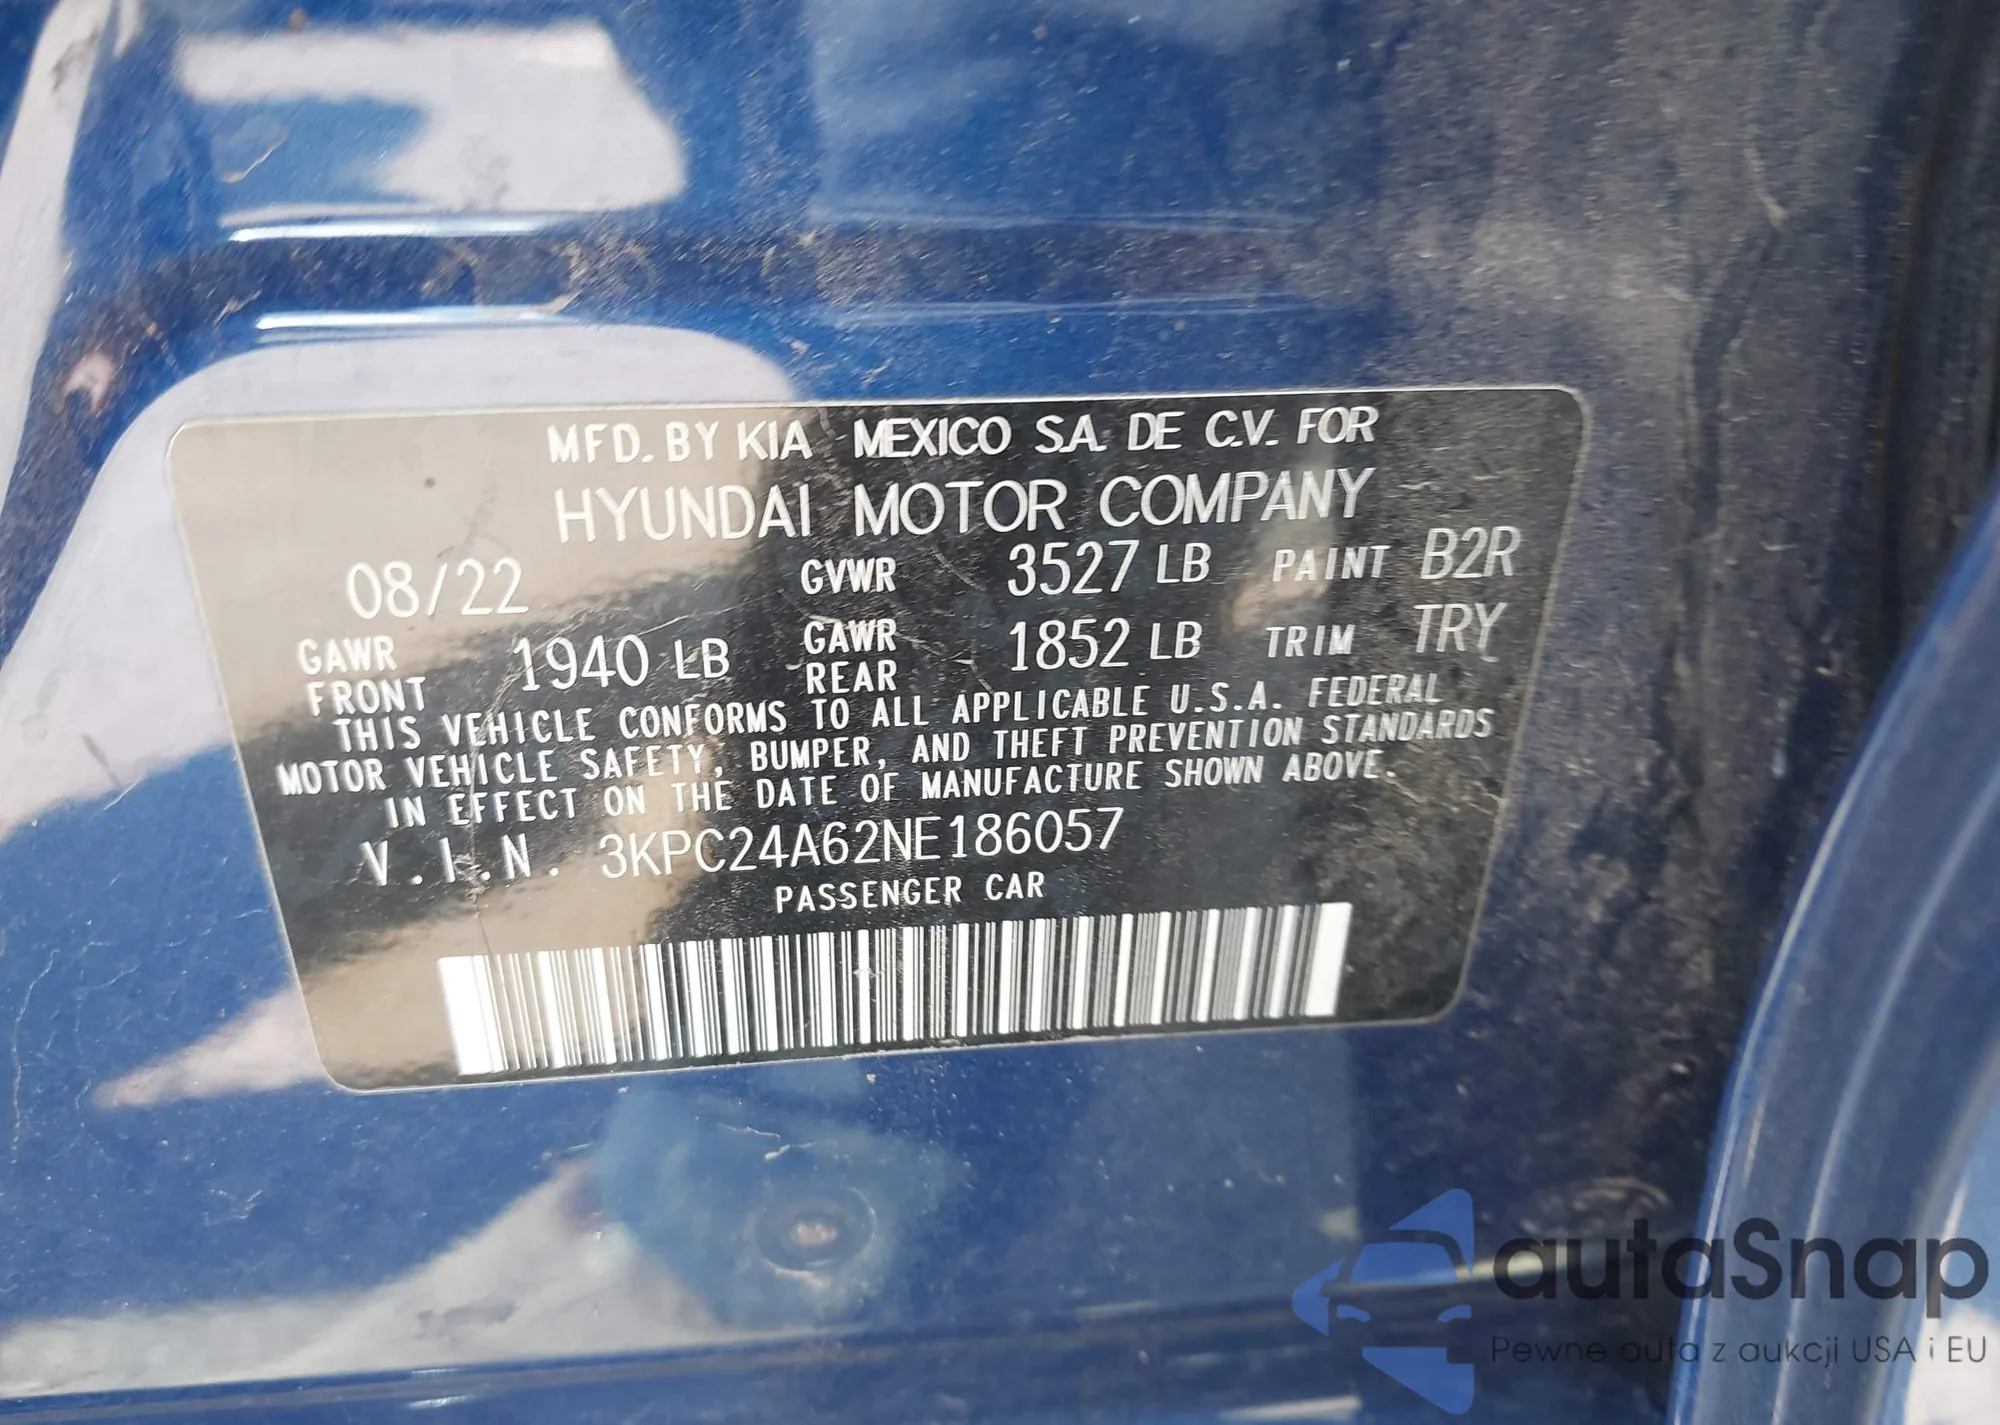 MFD. BY KIA MEXICO S.A. DE C.V. FOR
HYUNDAI MOTOR COMPANY
08/22 GVWR 3527 LB PAINT B2R
GAWR FRONT 1940 LB GAWR REAR 1852 LB TRIM TRY
THIS VEHICLE CONFORMS TO ALL APPLICABLE U.S.A. FEDERAL
MOTOR VEHICLE SAFETY, BUMPER, AND THEFT PREVENTION STANDARDS
IN EFFECT ON THE DATE OF MANUFACTURE SHOWN ABOVE.
V.I.N. 3KPC24A62NE186057
PASSENGER CAR
autaSnap
Pewne auta z aukcji USA i EU